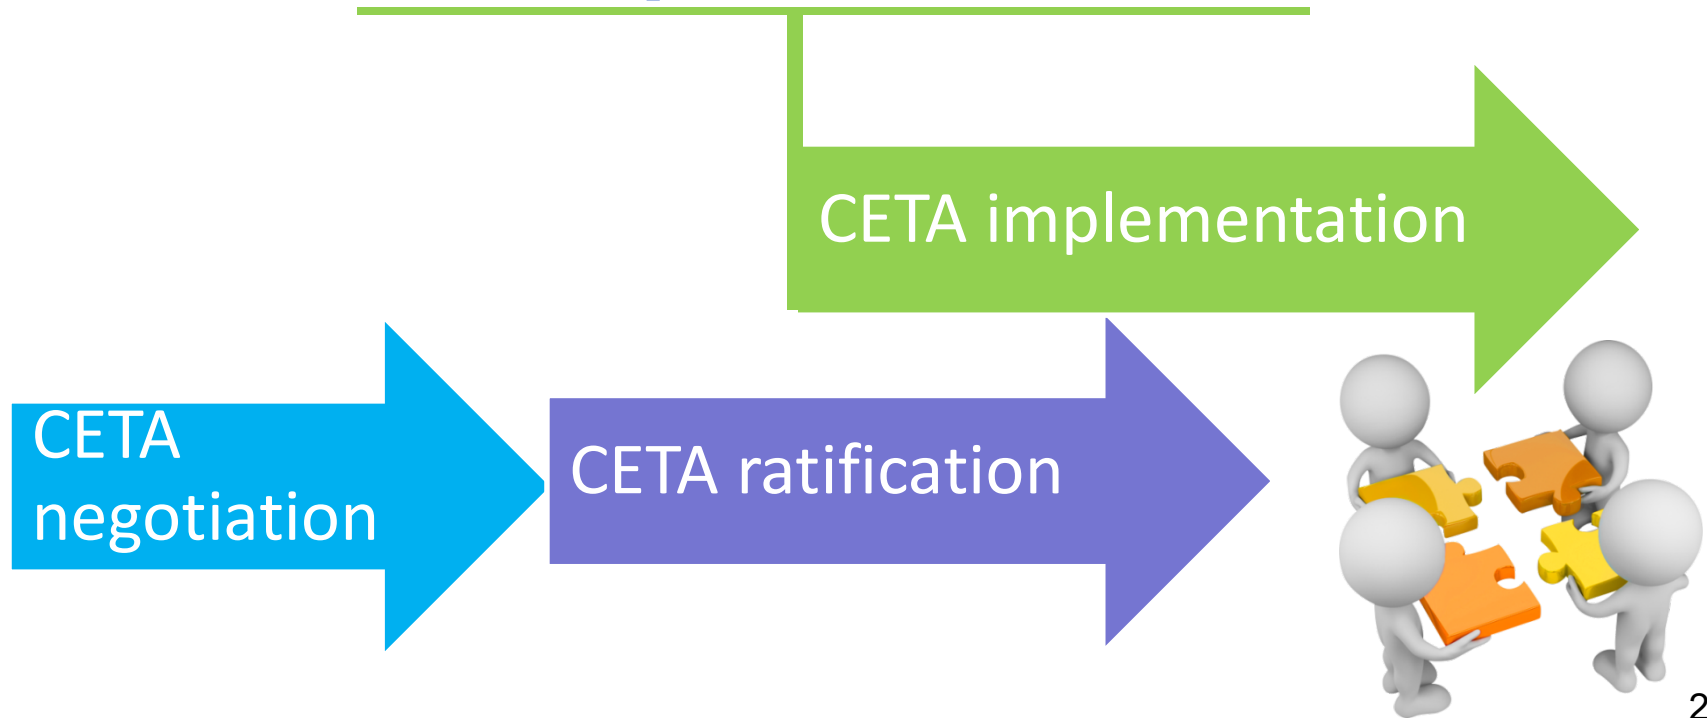 CETA implementation
CETA
negotiation
CETA ratification
2